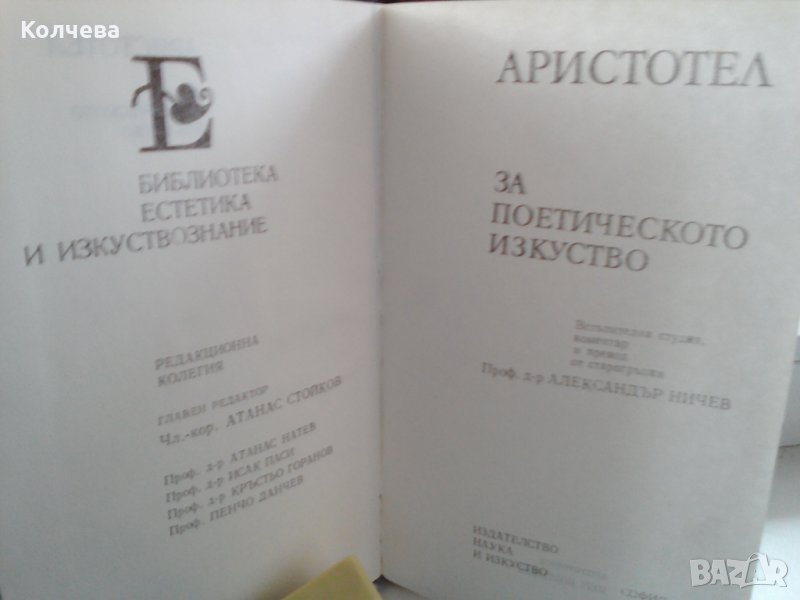 Колчева
Е
БИБЛИОТЕКА
ЕСТЕТИКА
И ИЗКУСТВОЗНАНИЕ
РЕДАКЦИОННА
КОЛЕГИЯ
ГЛАВЕН РЕДАКТОР
Чл.-кор. АТАНАС СТОЙКОВ
Проф. д-р АТАНАС НАТЕВ
Проф. д-р ИСАК ПАСИ
Проф. д-р КРЪСТЬО ГОРАНОВ
Проф. ПЕНЧО ДАНЧЕВ
АРИСТОТЕЛ
ЗА
ПОЕТИЧЕСКОТО
ИЗКУСТВО
Встъпителна студия,
коментар
и превод
от старогръцки
Проф. д-р АЛЕКСАНДЪР НИЧЕВ
ИЗДАТЕЛСТВО
НАУКА
И ИЗКУСТВО
BAZAR